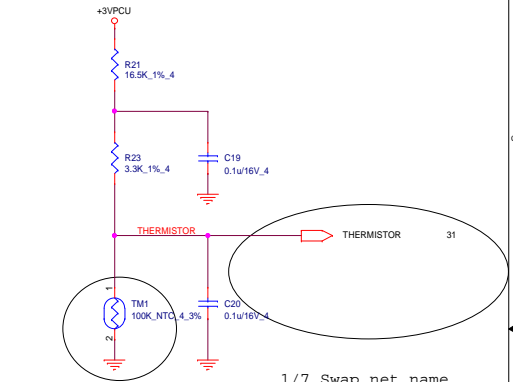 +3VPCU
R21
16.5K_1%_4
R23
3.3K_1%_4
C19
0.1u/16V_4
THERMISTOR
THERMISTOR 31
1
TM1
100K_NTC_4_3%
2
C20
0.1u/16V_4
1/7 Swap net name